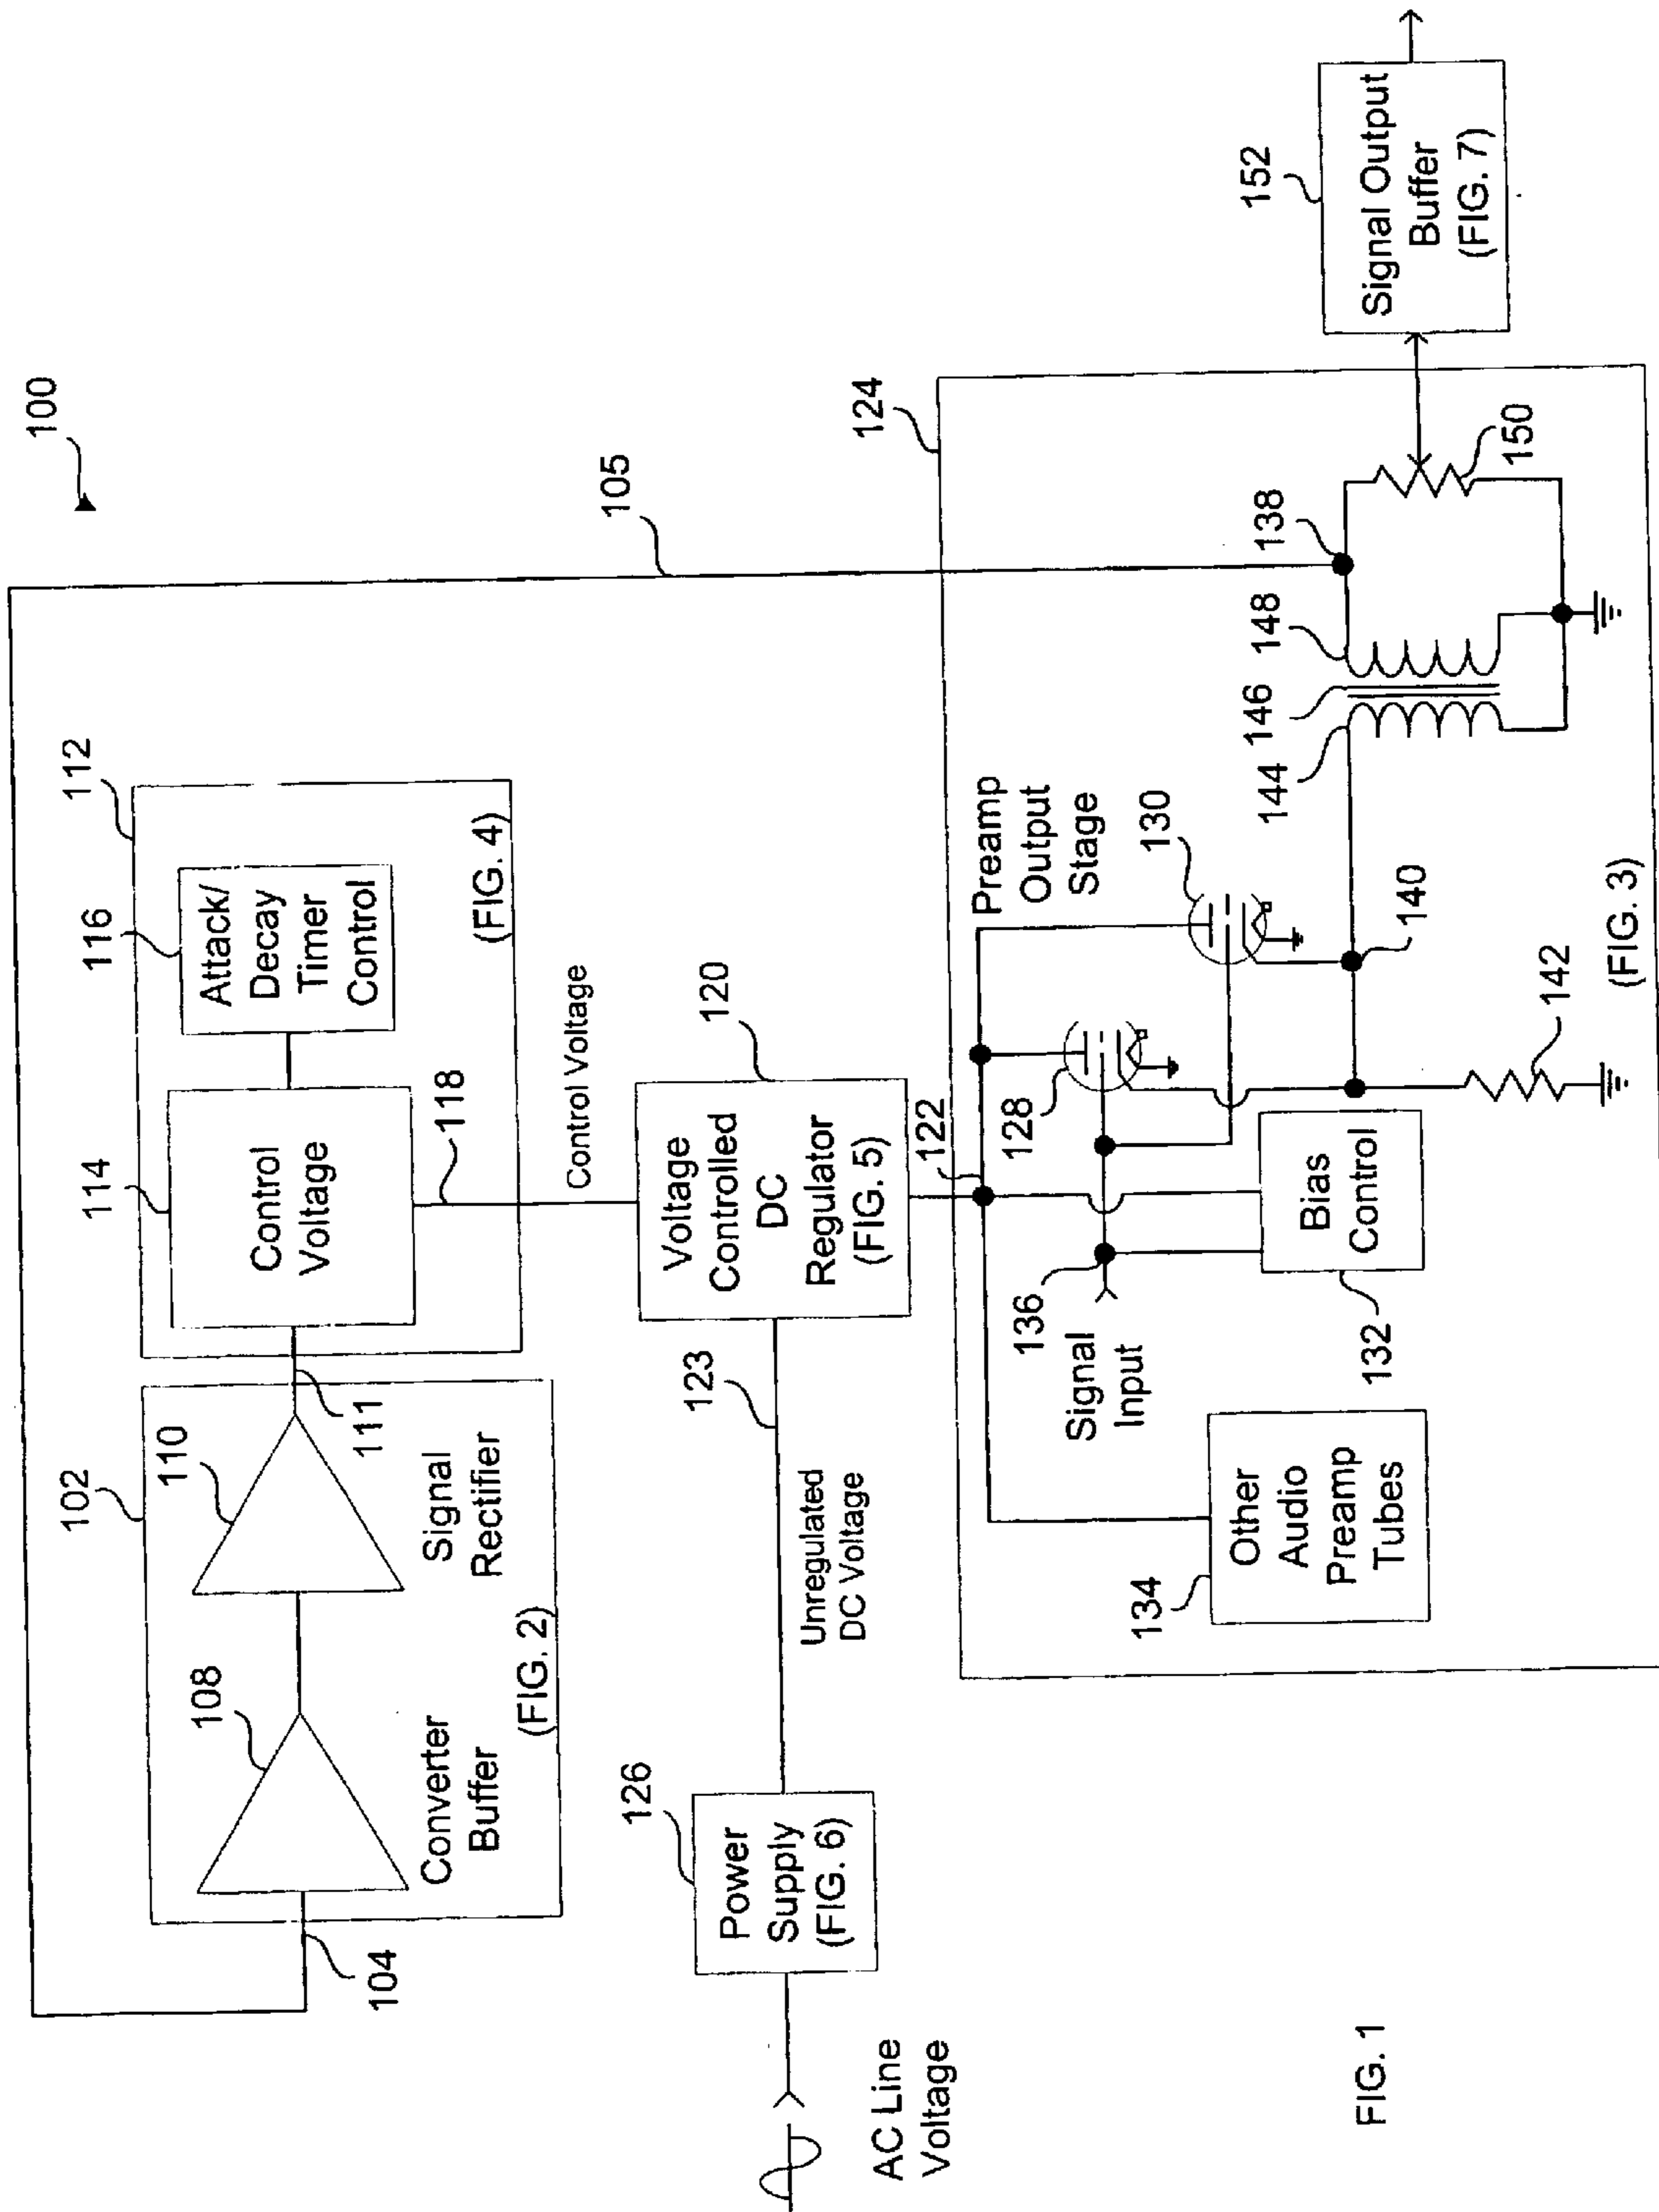 100
105
102
108
110
Converter
Buffer
Signal
Rectifier
(FIG. 2)
104
111
112
114
116
Control
Voltage
Attack/
Decay
Timer
Control
(FIG. 4)
118
Control Voltage
120
Voltage
Controlled
DC
Regulator
(FIG. 5)
122
123
Unregulated
DC Voltage
126
Power
Supply
(FIG. 6)
AC Line
Voltage
124
134
Other
Audio
Preamp
Tubes
Signal
Input
136
132
Bias
Control
128
Preamp
Output
Stage
130
140
142
144
146
148
138
150
(FIG. 3)
152
Signal Output
Buffer
(FIG. 7)
FIG. 1